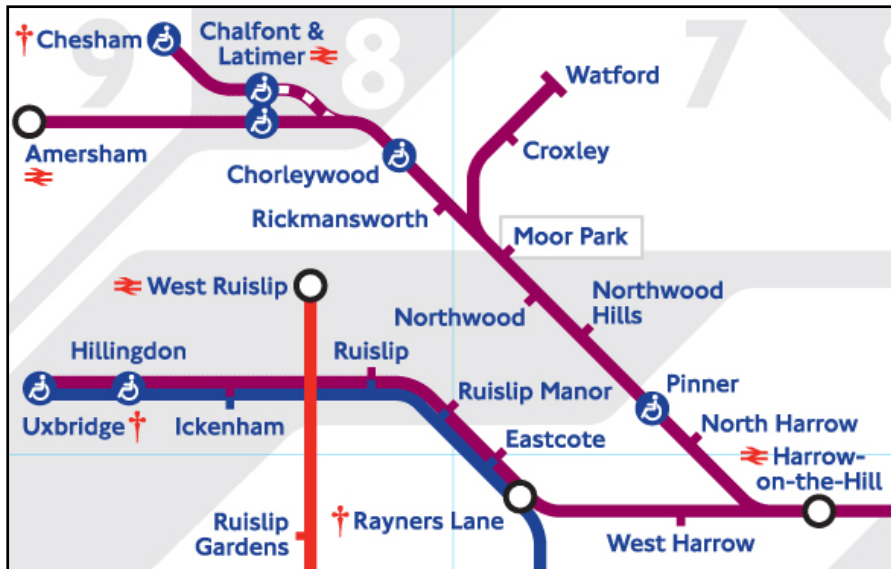 †Chesham
Chalfont &
Latimer
9
8
7
8
Watford
Amersham
Croxley
Chorleywood
Rickmansworth
Moor Park
West Ruislip
Northwood
Northwood
Hills
Hillingdon
Ruislip
Pinner
Ruislip Manor
Uxbridge†
Ickenham
North Harrow
Eastcote
Harrow-
on-the-Hill
Ruislip
Gardens
†Rayners Lane
West Harrow